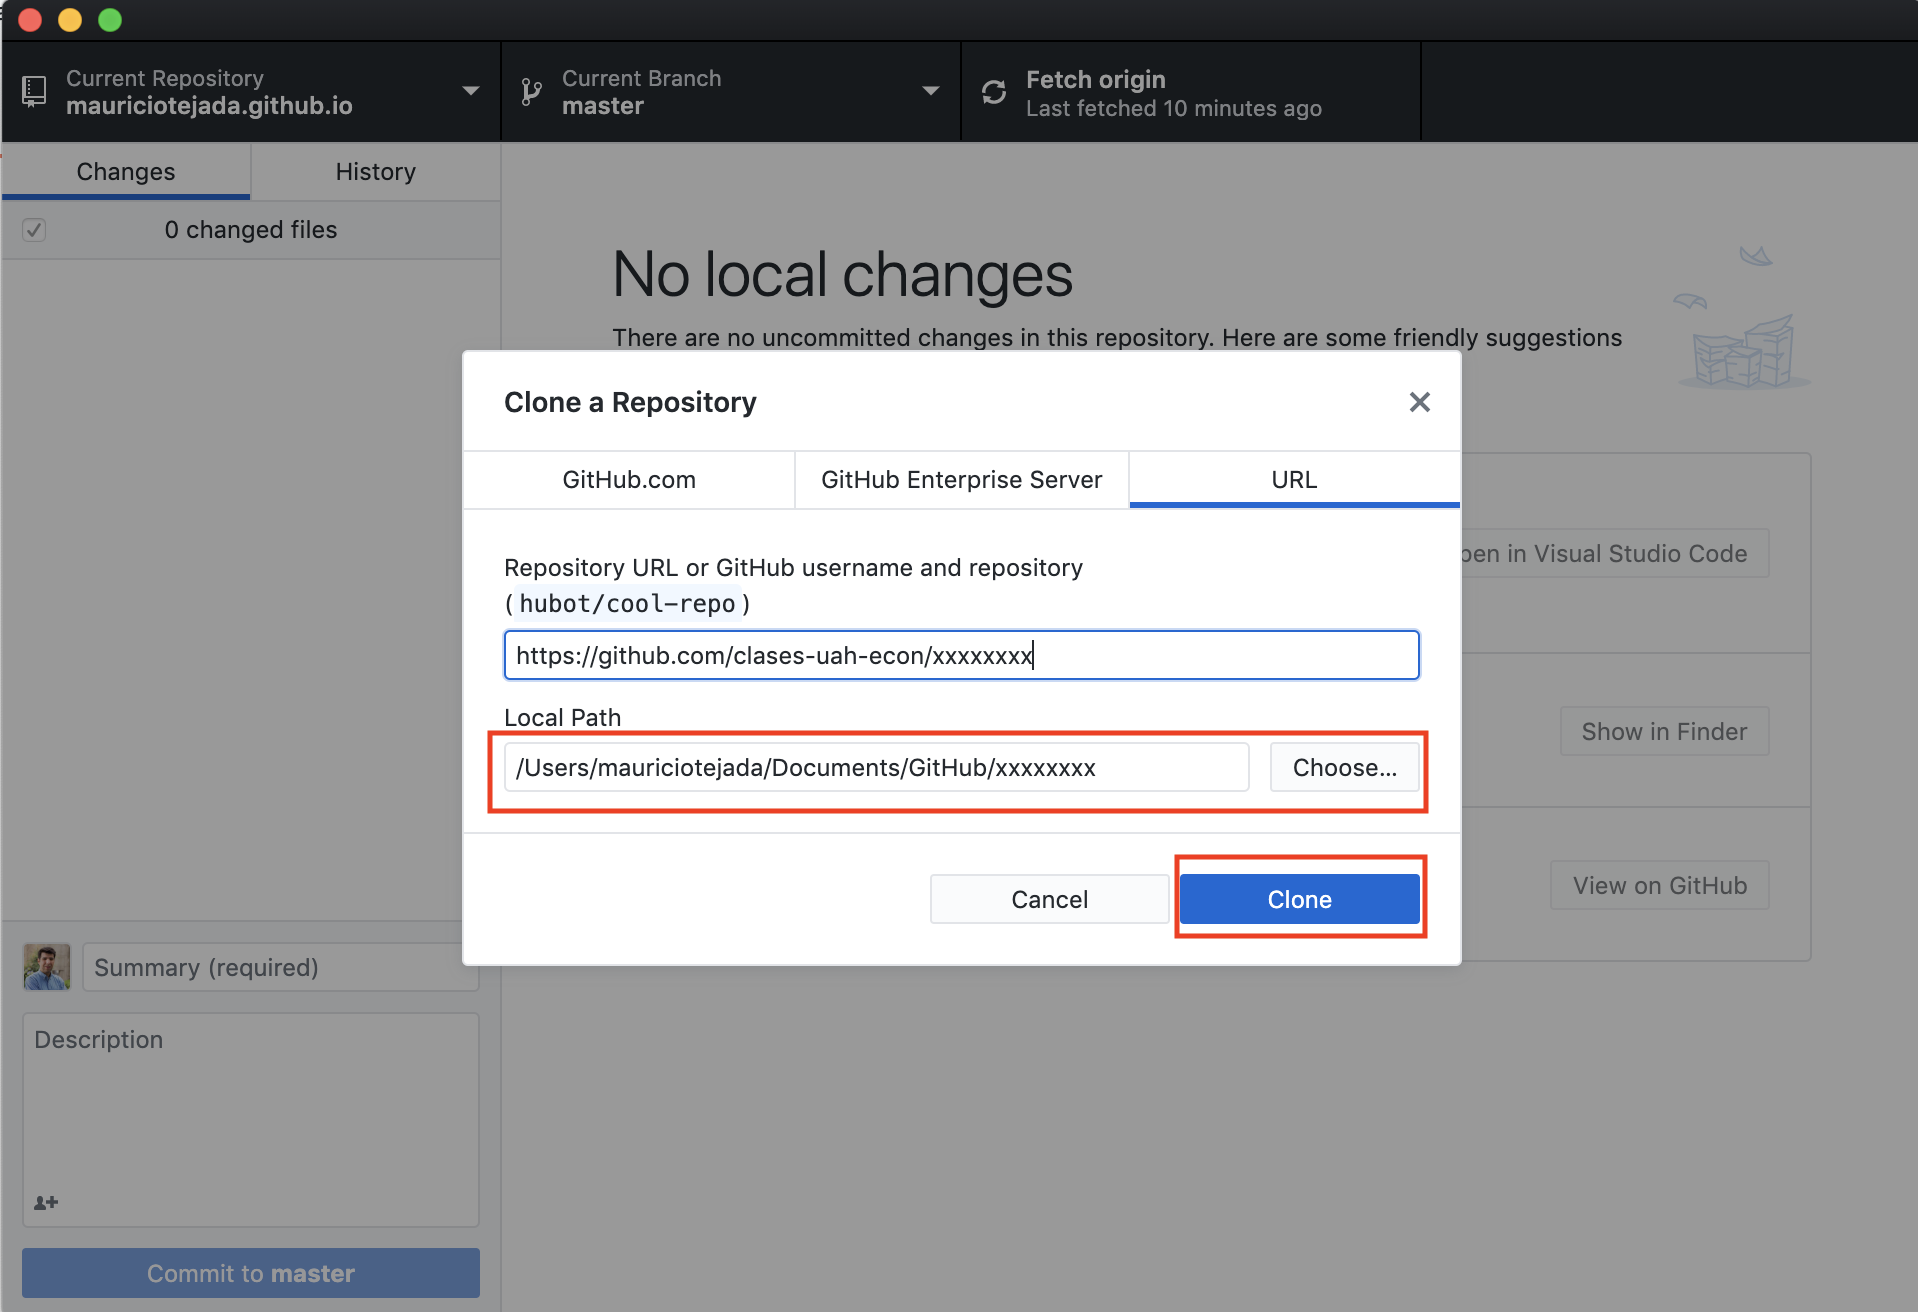 Current Repository
mauriciotejada.github.io
Current Branch
master
Fetch origin
Last fetched 10 minutes ago
Changes
History
0 changed files
No local changes
There are no uncommitted changes in this repository. Here are some friendly suggestions
Clone a Repository
GitHub.com
GitHub Enterprise Server
URL
Repository URL or GitHub username and repository
(hubot/cool-repo)
https://github.com/clases-uah-econ/xxxxxxxx
Local Path
/Users/mauriciotejada/Documents/GitHub/xxxxxxxx
Choose...
Cancel
Clone
pen in Visual Studio Code
Show in Finder
View on GitHub
Summary (required)
Description
Commit to master